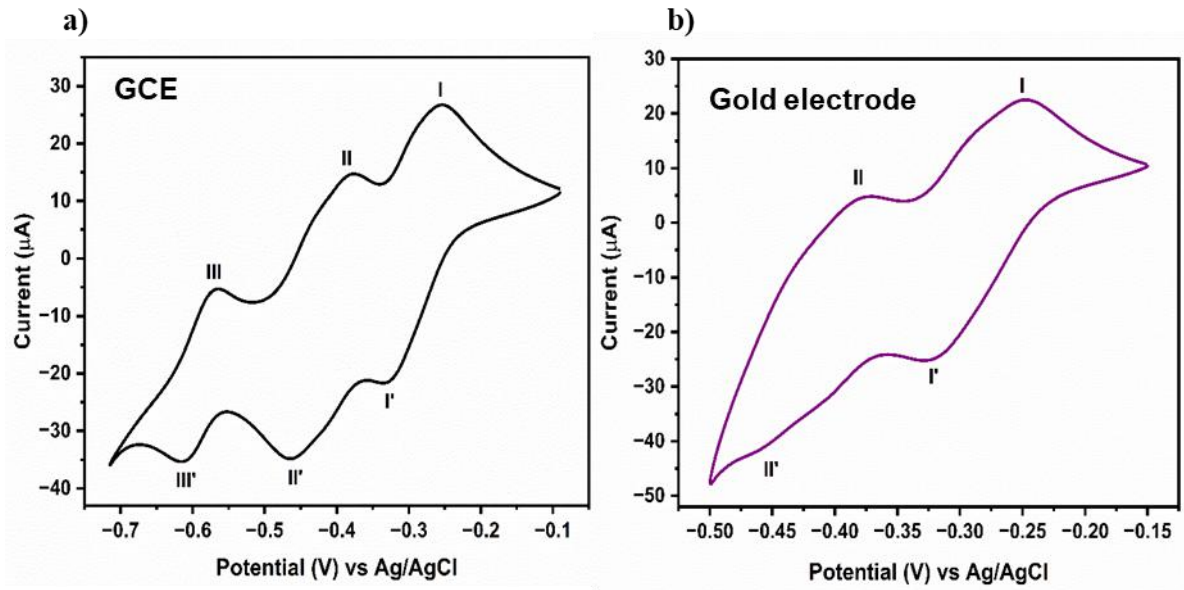 a)
GCE
I
II
III
I'
II'
III'
30
20
10
0
−10
−20
−30
−40
Current (μA)
−0.7
−0.6
−0.5
−0.4
−0.3
−0.2
−0.1
Potential (V) vs Ag/AgCl
b)
Gold electrode
I
II
I'
II'
30
20
10
0
−10
−20
−30
−40
−50
Current (μA)
−0.50
−0.45
−0.40
−0.35
−0.30
−0.25
−0.20
−0.15
Potential (V) vs Ag/AgCl